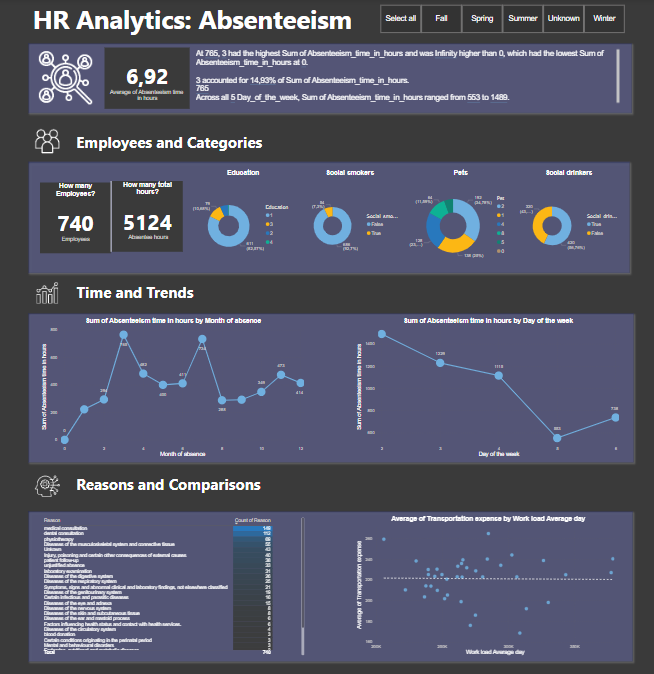 HR Analytics: Absenteeism
Select all
Fall
Spring
Summer
Unknown
Winter
6,92
Average of Absenteeism time
in hours
At 765, 3 had the highest Sum of Absenteeism_time_in_hours and was Infinity higher than 0, which had the lowest Sum of
Absenteeism_time_in_hours at 0.
3 accounted for 14,93% of Sum of Absenteeism_time_in_hours.
765
Across all 5 Day_of_the_week, Sum of Absenteeism_time_in_hours ranged from 553 to 1489.
Employees and Categories
How many
Employees?
740
Employees
How many total
hours?
5124
Absentee hours
Education
Education
1
3
2
4
Social smokers
Social smo...
False
True
Pets
Pet
Social drinkers
Social drin...
True
False
Time and Trends
Sum of Absenteeism time in hours by Month of absence
Sum of Absenteeism time in hours
Month of absence
Sum of Absenteeism time in hours by Day of the week
Sum of Absenteeism time in hours
Day of the week
Reasons and Comparisons
Reason
Count of Reason
medical consultation 149
dental consultation 112
physiotherapy
Diseases of the musculoskeletal system and connective tissue
Unkown
Injury, poisoning and certain other consequences of external causes
patient follow-up
unjustified absence
laboratory examination
Diseases of the digestive system
Diseases of the respiratory system
Symptoms, signs and abnormal clinical and laboratory findings, not elsewhere classified
Diseases of the genitourinary system
Certain infectious and parasitic diseases
Diseases of the eye and adnexa
Diseases of the nervous system
Diseases of the skin and subcutaneous tissue
Diseases of the ear and mastoid process
Factors influencing health status and contact with health services.
Diseases of the circulatory system
blood donation
Certain conditions originating in the perinatal period
Mental and behavioural disorders
Total 740
Average of Transportation expense by Work load Average day
Average of Transportation expense
Work load Average day